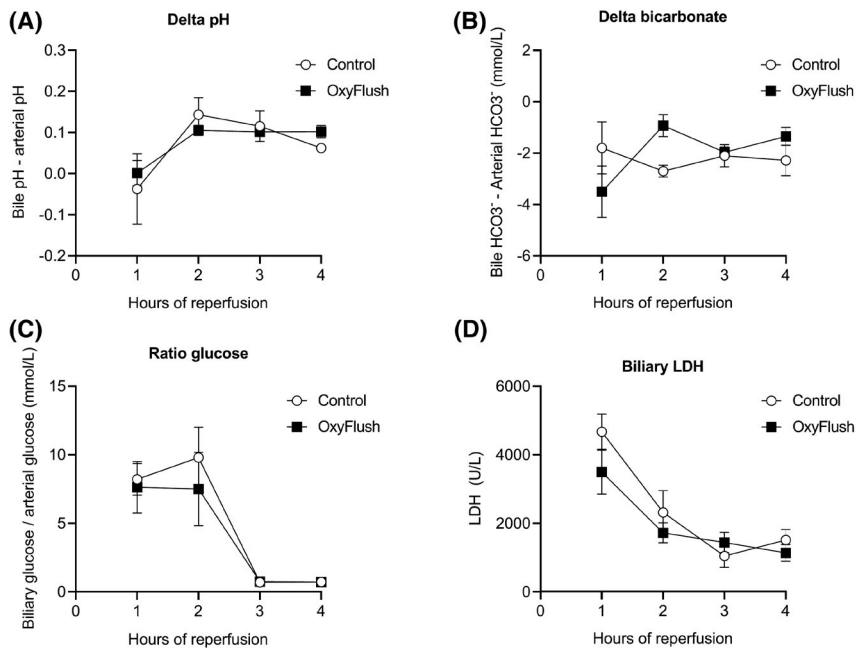 (A)
Delta pH
Bile pH - arterial pH
0.3
0.2
0.1
0.0
-0.1
-0.2
0
1
2
3
4
Hours of reperfusion
Control
OxyFlush
(B)
Delta bicarbonate
Bile HCO3⁻ - Arterial HCO3⁻ (mmol/L)
2
0
-2
-4
-6
0
1
2
3
4
Hours of reperfusion
Control
OxyFlush
(C)
Ratio glucose
Biliary glucose / arterial glucose (mmol/L)
15
10
5
0
0
1
2
3
4
Hours of reperfusion
Control
OxyFlush
(D)
Biliary LDH
LDH (U/L)
6000
4000
2000
0
0
1
2
3
4
Hours of reperfusion
Control
OxyFlush